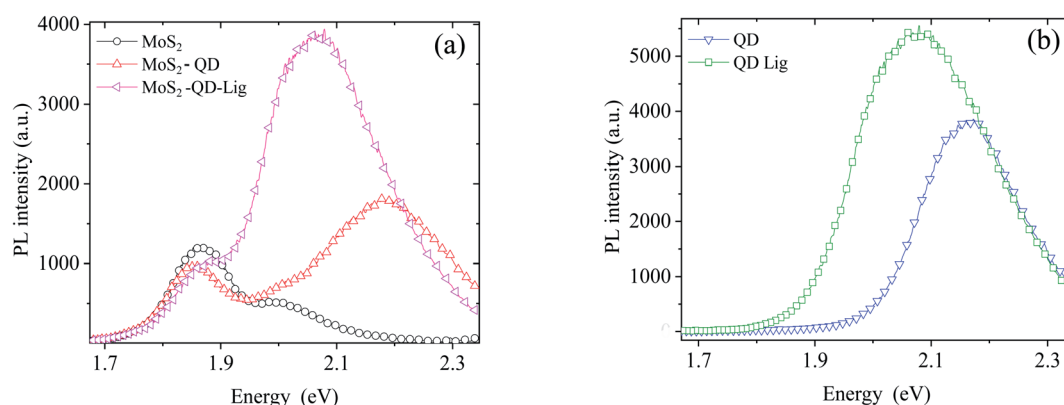 (a)
MoS₂
MoS₂- QD
MoS₂ -QD-Lig
PL intensity (a.u.)
4000
3000
2000
1000
1.7
1.9
2.1
2.3
Energy (eV)
(b)
QD
QD Lig
PL intensity (a.u.)
5000
4000
3000
2000
1000
0
1.7
1.9
2.1
2.3
Energy (eV)